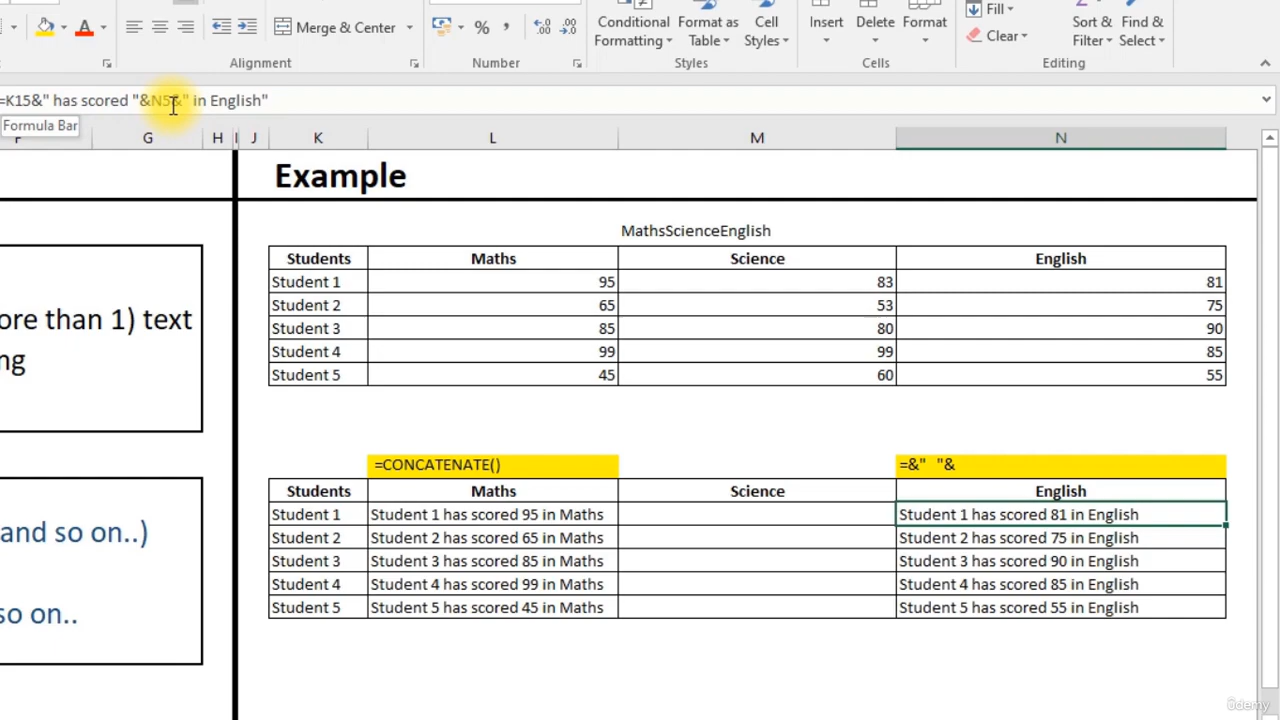 Merge & Center
%
,
Conditional Formatting
Format as Table
Cell Styles
Insert
Delete
Format
Fill
Clear
Sort & Filter
Find & Select
Alignment
Number
Styles
Cells
Editing
=K15&" has scored "&N5&" in English"
Formula Bar
F G H I J K L M N
Example
MathsScienceEnglish
Students Maths Science English
Student 1 95 83 81
Student 2 65 53 75
Student 3 85 80 90
Student 4 99 99 85
Student 5 45 60 55
ore than 1) text
ng
and so on..)
so on..
=CONCATENATE() =&" "&
Students Maths Science English
Student 1 Student 1 has scored 95 in Maths Student 1 has scored 81 in English
Student 2 Student 2 has scored 65 in Maths Student 2 has scored 75 in English
Student 3 Student 3 has scored 85 in Maths Student 3 has scored 90 in English
Student 4 Student 4 has scored 99 in Maths Student 4 has scored 85 in English
Student 5 Student 5 has scored 45 in Maths Student 5 has scored 55 in English
ûdemy